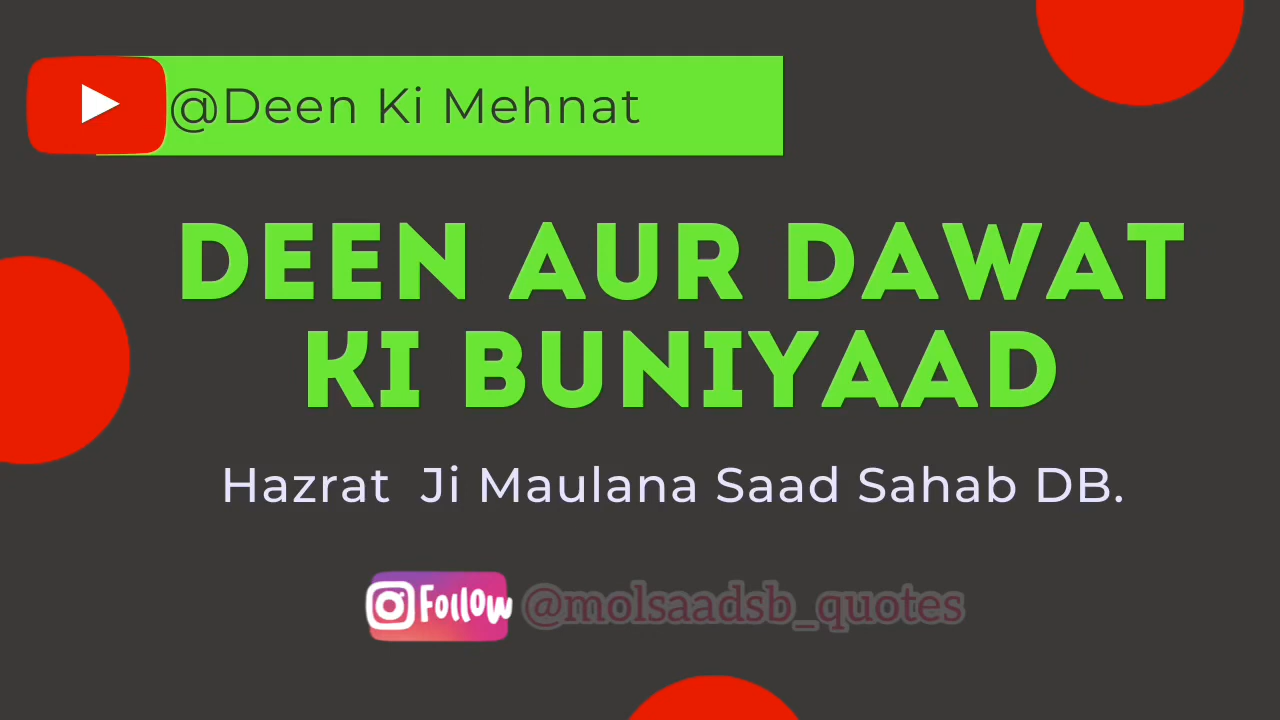 @Deen Ki Mehnat
DEEN AUR DAWAT
KI BUNIYAAD
Hazrat Ji Maulana Saad Sahab DB.
Follow @molsaadsb_quotes